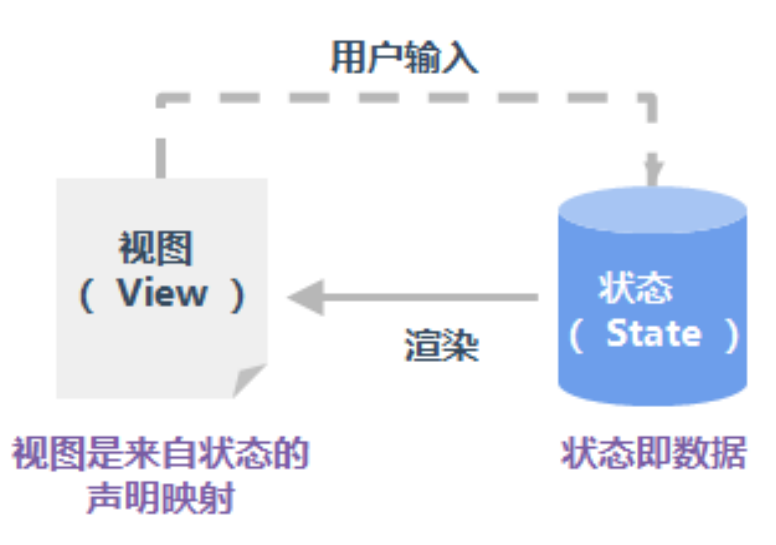 用户输入
视图
( View )
状态
( State )
渲染
视图是来自状态的
声明映射
状态即数据